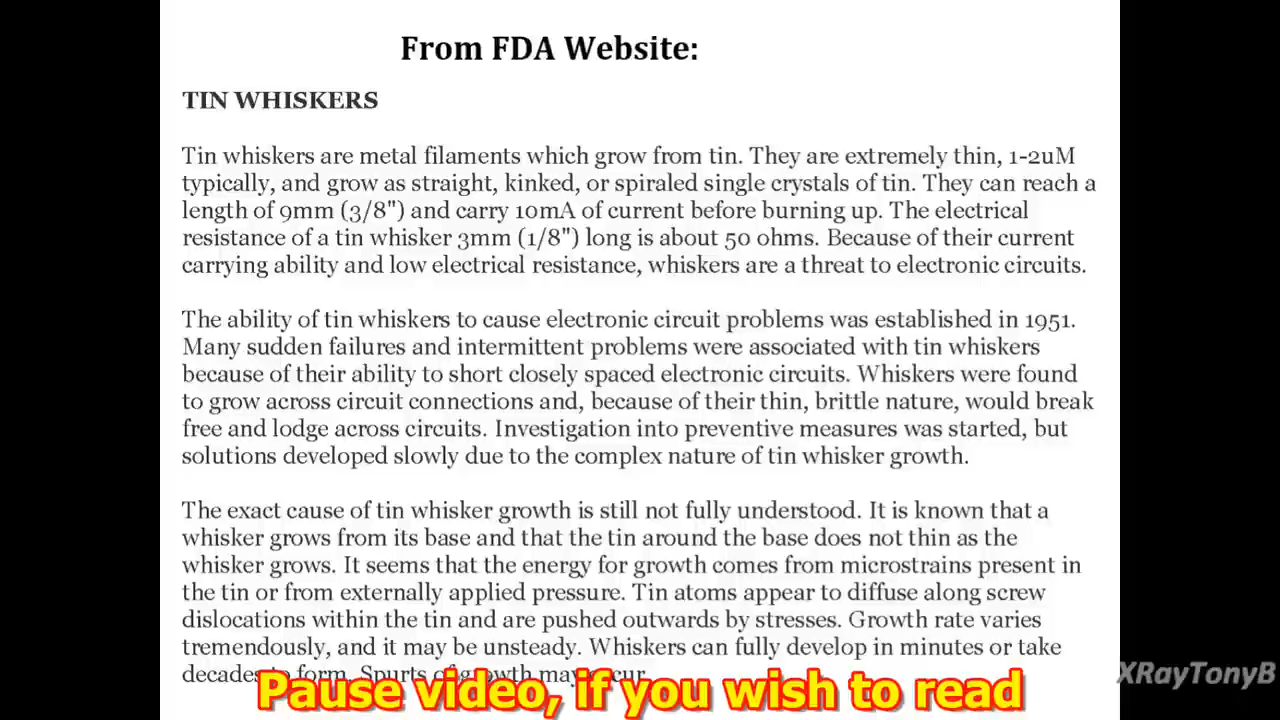 From FDA Website:
TIN WHISKERS
Tin whiskers are metal filaments which grow from tin. They are extremely thin, 1-2uM
typically, and grow as straight, kinked, or spiraled single crystals of tin. They can reach a
length of 9mm (3/8") and carry 10mA of current before burning up. The electrical
resistance of a tin whisker 3mm (1/8") long is about 50 ohms. Because of their current
carrying ability and low electrical resistance, whiskers are a threat to electronic circuits.
The ability of tin whiskers to cause electronic circuit problems was established in 1951.
Many sudden failures and intermittent problems were associated with tin whiskers
because of their ability to short closely spaced electronic circuits. Whiskers were found
to grow across circuit connections and, because of their thin, brittle nature, would break
free and lodge across circuits. Investigation into preventive measures was started, but
solutions developed slowly due to the complex nature of tin whisker growth.
The exact cause of tin whisker growth is still not fully understood. It is known that a
whisker grows from its base and that the tin around the base does not thin as the
whisker grows. It seems that the energy for growth comes from microstrains present in
the tin or from externally applied pressure. Tin atoms appear to diffuse along screw
dislocations within the tin and are pushed outwards by stresses. Growth rate varies
tremendously, and it may be unsteady. Whiskers can fully develop in minutes or take
decades to form. Spurts of growth may occur.
Pause video, if you wish to read
XRayTonyB